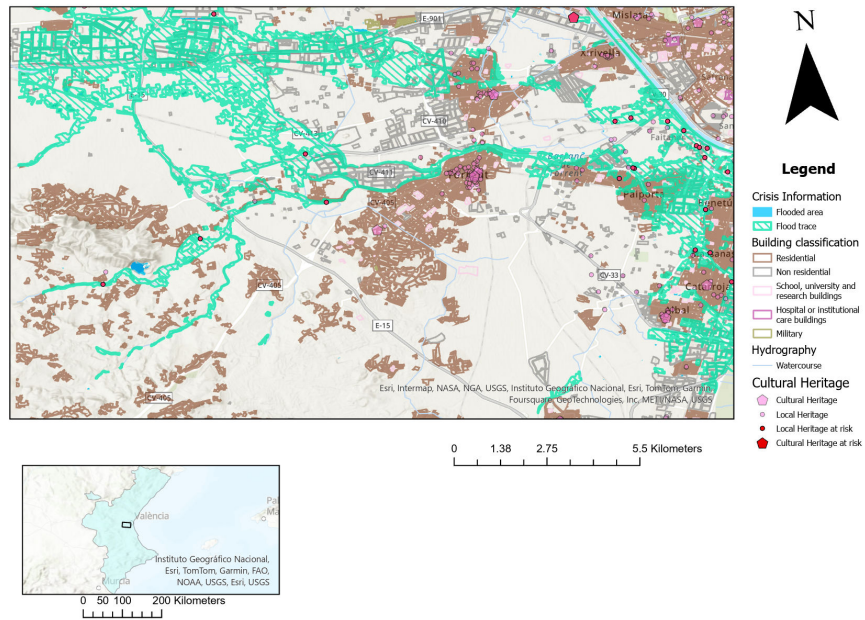 Mislata
E-901
Xirivella
CV-410
CV-413
CV-411
Torrent
CV-405
Paiporta
Benetú
CV-33
Catarroja
Albal
CV-405
E-15
CV-405
Esri, Intermap, NASA, NGA, USGS, Instituto Geográfico Nacional, Esri, TomTom, Garmin,
Foursquare, GeoTechnologies, Inc, METI/NASA, USGS
N
Legend
Crisis Information
Flooded area
Flood trace
Building classification
Residential
Non residential
School, university and
research buildings
Hospital or institutional
care buildings
Military
Hydrography
Watercourse
Cultural Heritage
Cultural Heritage
Local Heritage
Local Heritage at risk
Cultural Heritage at risk
0 1.38 2.75 5.5 Kilometers
València
Murcia
Instituto Geográfico Nacional,
Esri, TomTom, Garmin, FAO,
NOAA, USGS, Esri, USGS
0 50 100 200 Kilometers